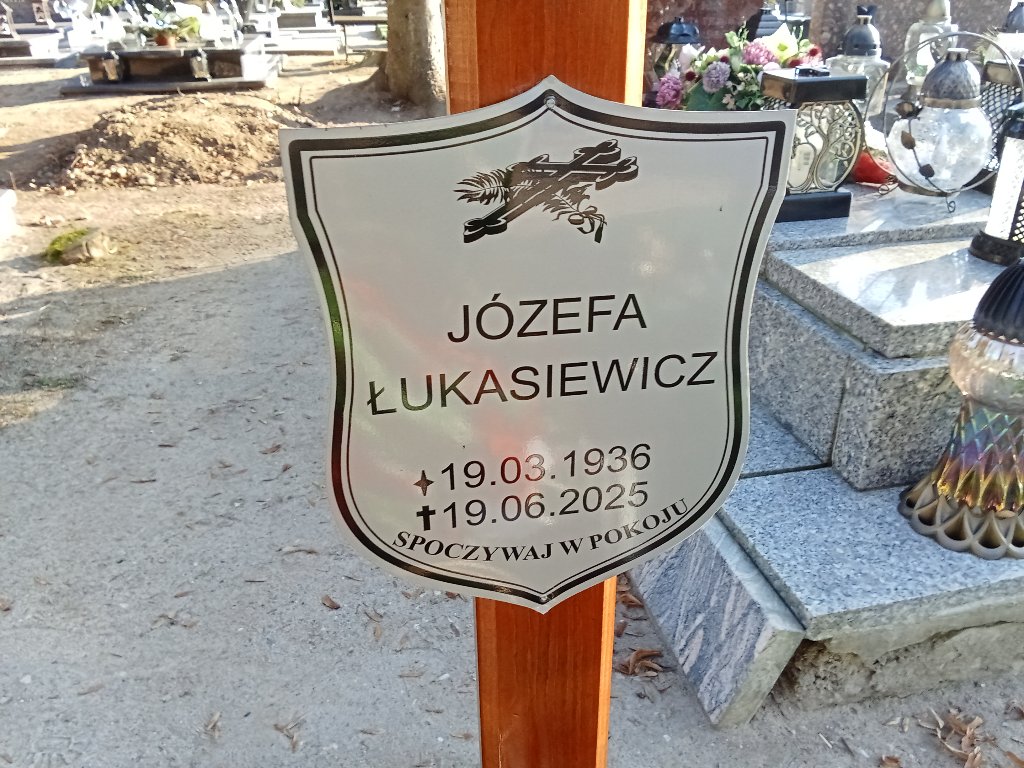 JÓZEFA
ŁUKASIEWICZ
19.03.1936
19.06.2025
SPOCZYWAJ W POKOJU